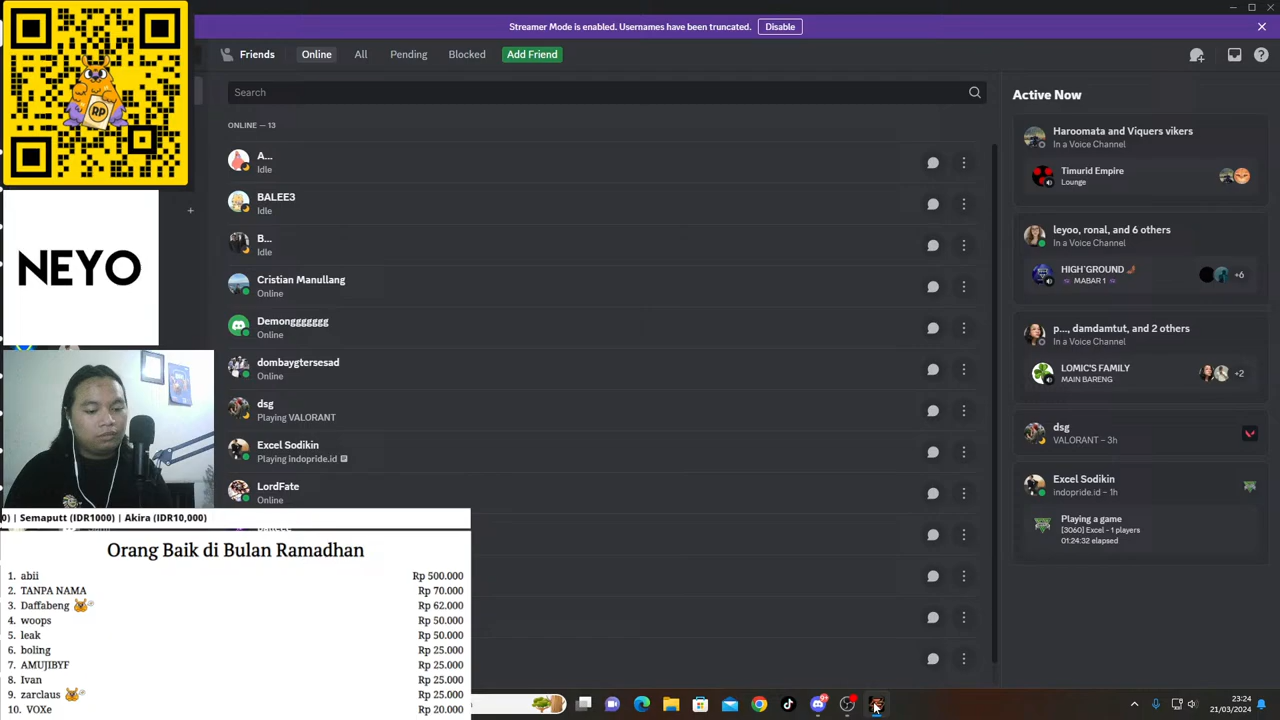 Streamer Mode is enabled. Usernames have been truncated.
Disable
Friends
Online
All
Pending
Blocked
Add Friend
Search
ONLINE — 13
A...
Idle
BALEE3
Idle
B...
Idle
Cristian Manullang
Online
Demonggggggg
Online
dombaygtersesad
Online
dsg
Playing VALORANT
Excel Sodikin
Playing indopride.id
LordFate
Online
Active Now
Haroomata and Viquers vikers
In a Voice Channel
Timurid Empire
Lounge
leyoo, ronal, and 6 others
In a Voice Channel
HIGH'GROUND
MABAR 1
+6
p..., damdamtut, and 2 others
In a Voice Channel
LOMIC'S FAMILY
MAIN BARENG
+2
dsg
VALORANT – 3h
Excel Sodikin
indopride.id – 1h
Playing a game
[3060] Excel - 1 players
01:24:32 elapsed
RP
NEYO
0) | Semaputt (IDR1000) | Akira (IDR10,000)
Orang Baik di Bulan Ramadhan
1. abii Rp 500.000
2. TANPA NAMA Rp 70.000
3. Daffabeng Rp 62.000
4. woops Rp 50.000
5. leak Rp 50.000
6. boling Rp 25.000
7. AMUJIBYF Rp 25.000
8. Ivan Rp 25.000
9. zarclaus Rp 25.000
10. VOXe Rp 20.000
23:24
21/03/2024